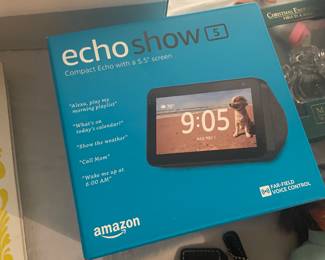 echo show 5
Compact Echo with a 5.5" screen
"Alexa, play my
morning playlist"
"What's on
today's calendar?"
"Show the weather"
"Call Mom"
"Wake me up at
6:00 AM"
9:05
amazon
FAR-FIELD
VOICE CONTROL